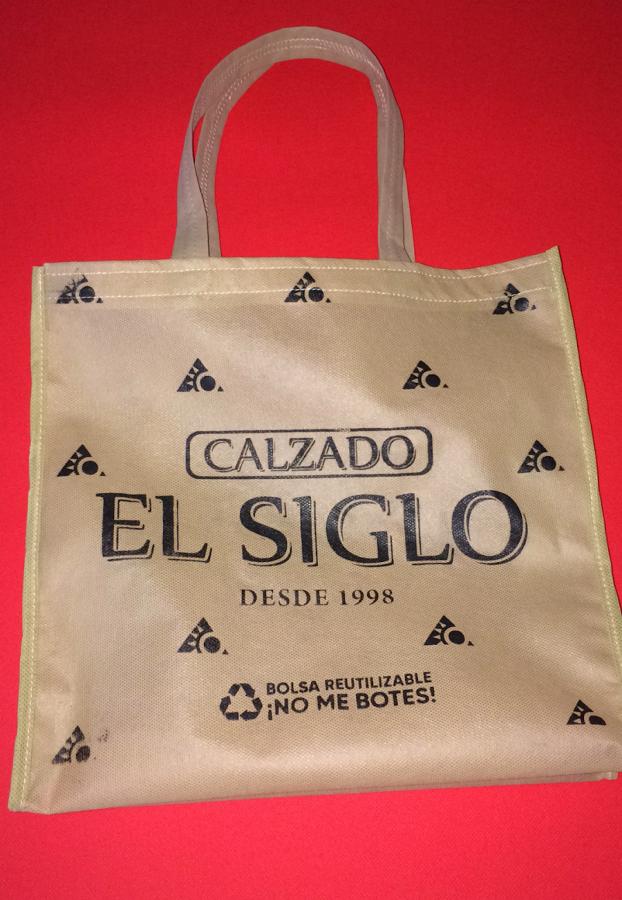 CALZADO
EL SIGLO
DESDE 1998
BOLSA REUTILIZABLE
¡NO ME BOTES!